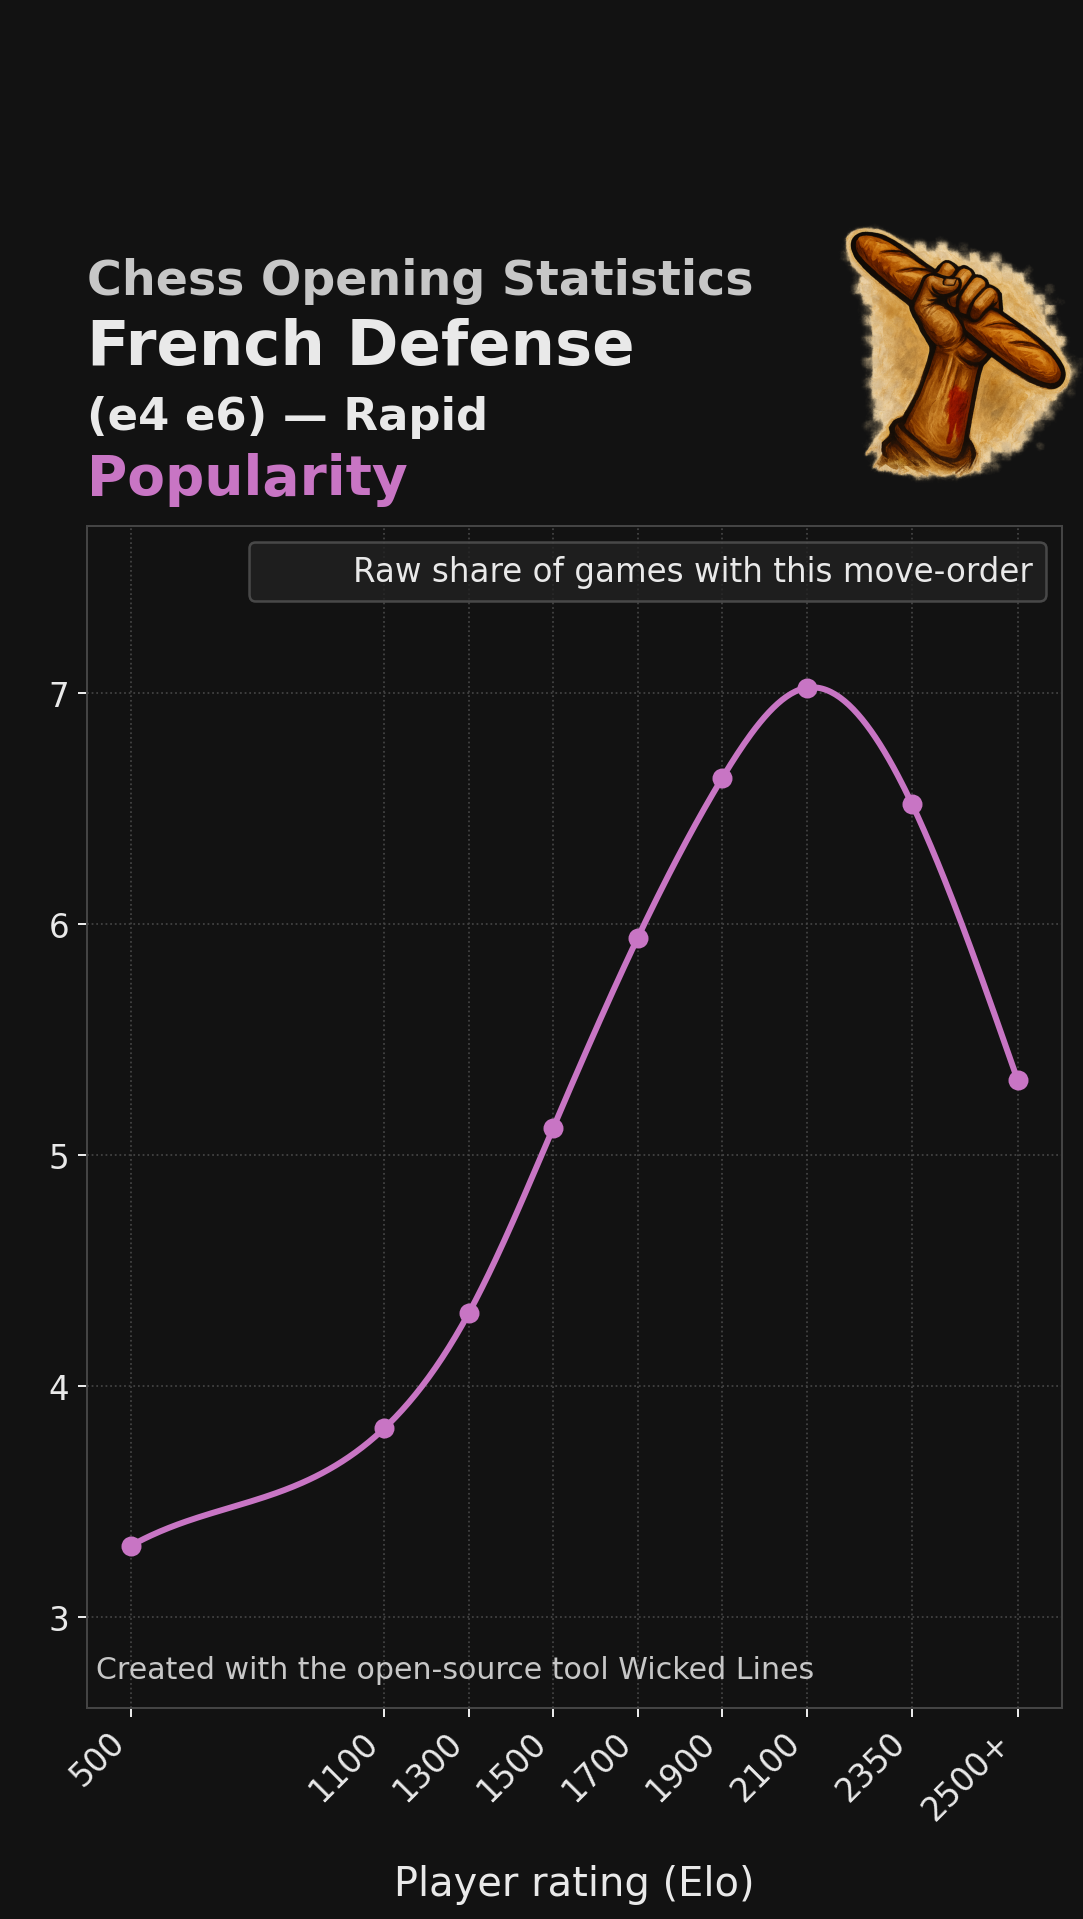 Chess Opening Statistics
French Defense
(e4 e6) — Rapid
Popularity
Raw share of games with this move-order
7
6
5
4
3
Created with the open-source tool Wicked Lines
500
1100
1300
1500
1700
1900
2100
2350
2500+
Player rating (Elo)